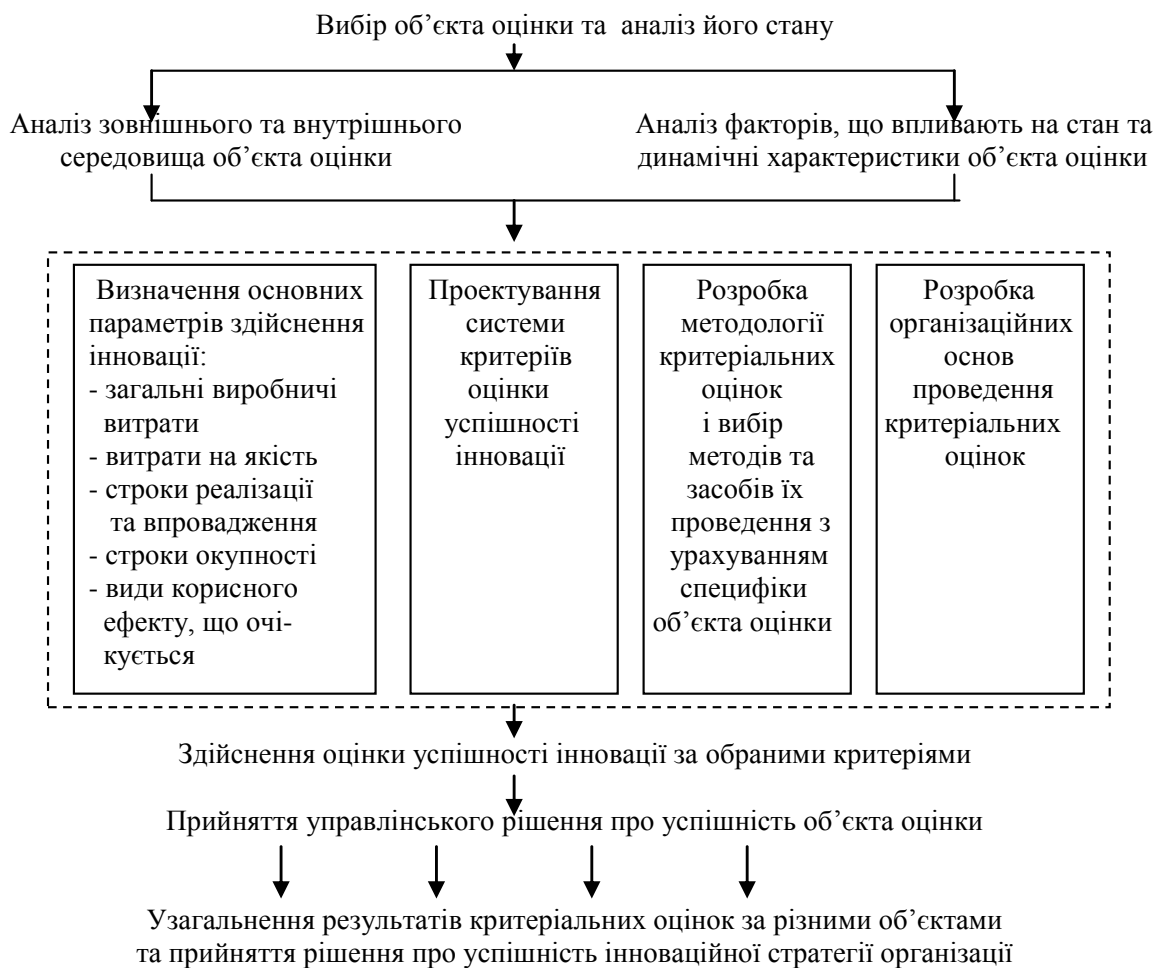 Вибір об’єкта оцінки та аналіз його стану
Аналіз зовнішнього та внутрішнього
середовища об’єкта оцінки
Аналіз факторів, що впливають на стан та
динамічні характеристики об’єкта оцінки
Визначення основних
параметрів здійснення
інновації:
- загальні виробничі
витрати
- витрати на якість
- строки реалізації
та впровадження
- строки окупності
- види корисного
ефекту, що очі-
кується
Проектування
системи
критеріїв
оцінки
успішності
інновації
Розробка
методології
критеріальних
оцінок
і вибір
методів та
засобів їх
проведення з
урахуванням
специфіки
об’єкта оцінки
Розробка
організаційних
основ
проведення
критеріальних
оцінок
Здійснення оцінки успішності інновації за обраними критеріями
Прийняття управлінського рішення про успішність об’єкта оцінки
Узагальнення результатів критеріальних оцінок за різними об’єктами
та прийняття рішення про успішність інноваційної стратегії організації